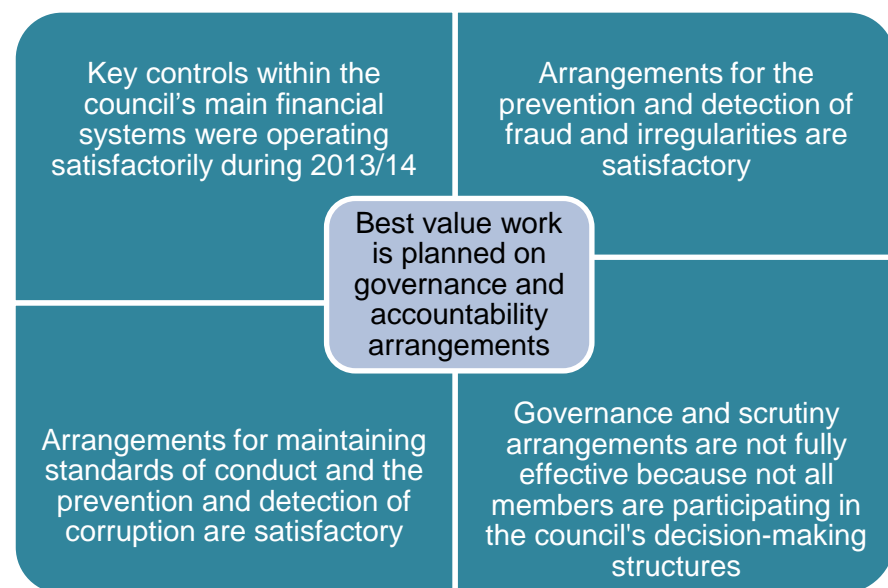 Key controls within the
council’s main financial
systems were operating
satisfactorily during 2013/14
Arrangements for the
prevention and detection of
fraud and irregularities are
satisfactory
Best value work
is planned on
governance and
accountability
arrangements
Arrangements for maintaining
standards of conduct and the
prevention and detection of
corruption are satisfactory
Governance and scrutiny
arrangements are not fully
effective because not all
members are participating in
the council's decision-making
structures